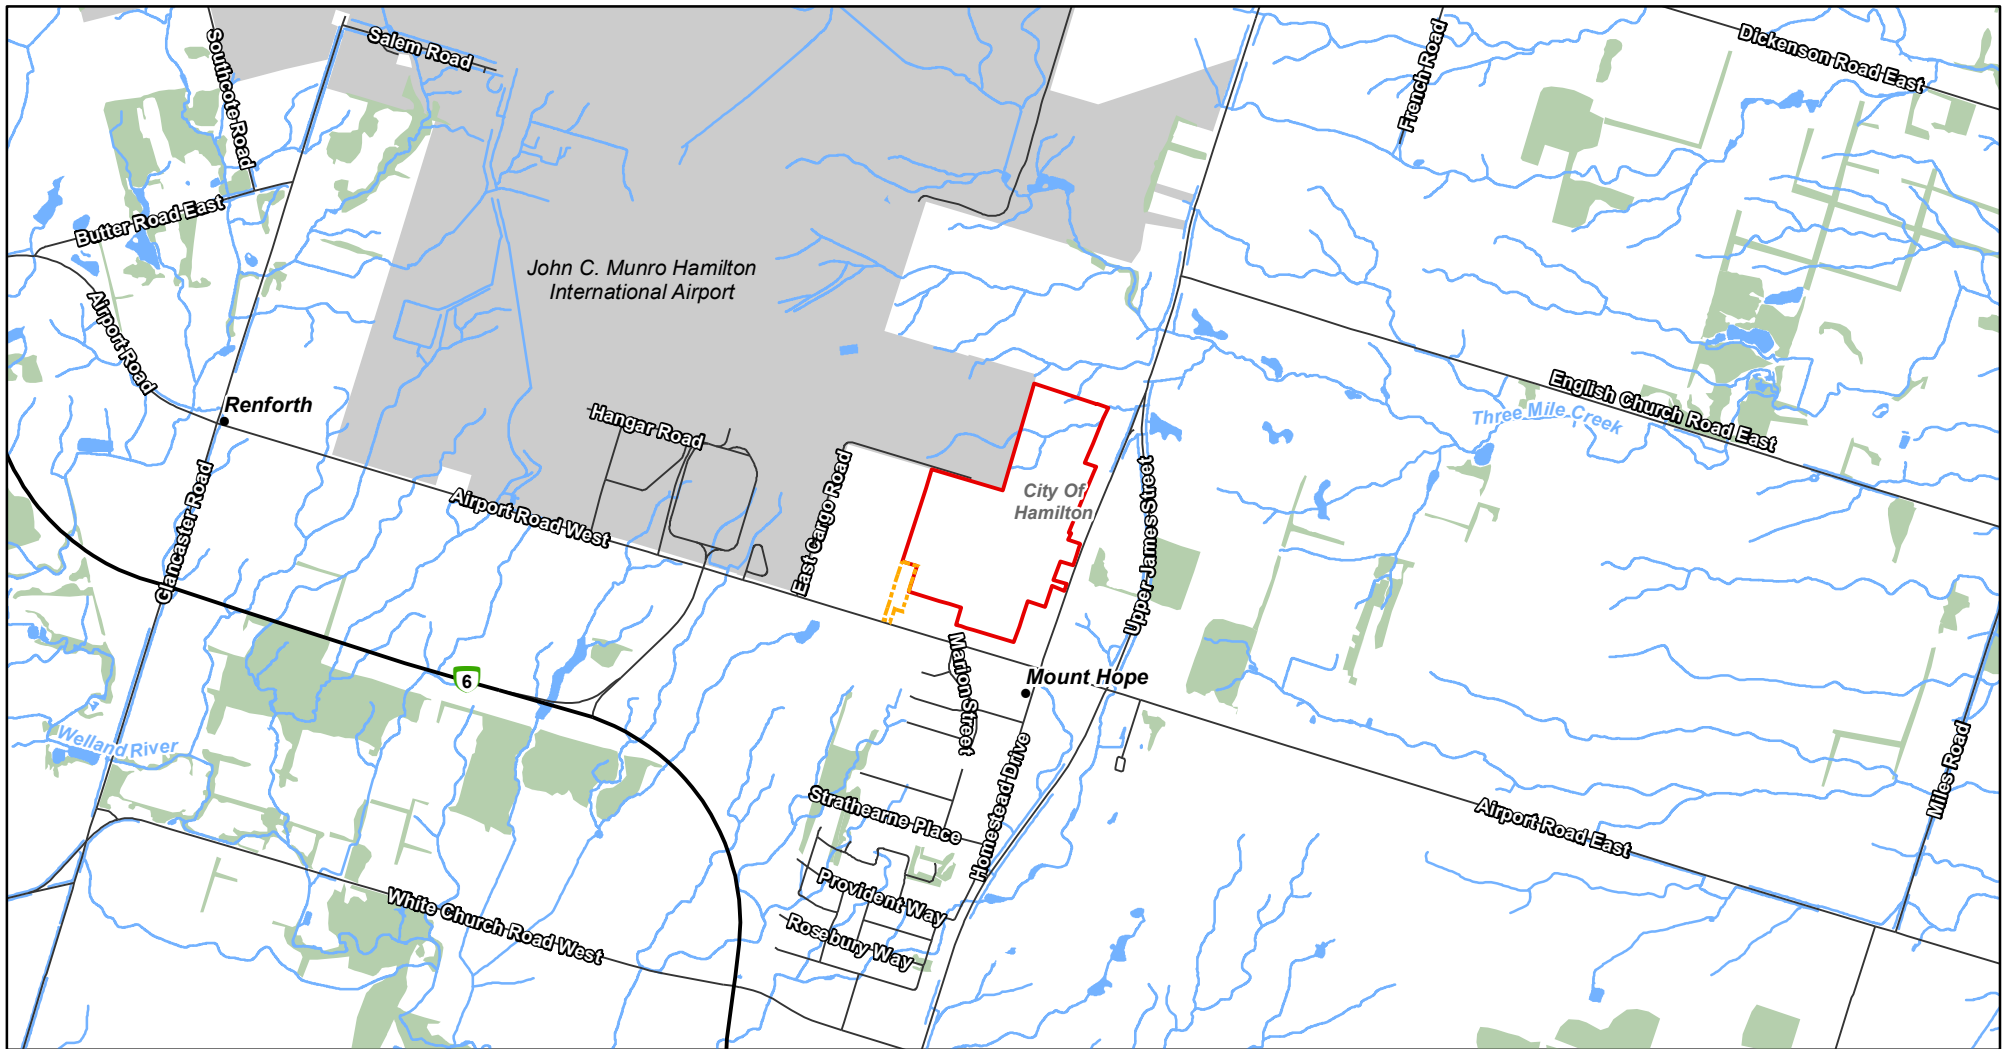 Southcote Road
Salem Road
French Road
Dickenson Road East
Butter Road East
John C. Munro Hamilton
International Airport
Airport Road
Renforth
Hangar Road
English Church Road East
Three Mile Creek
Glancaster Road
Airport Road West
East Cargo Road
City Of
Hamilton
Upper James Street
6
Marion Street
Mount Hope
Welland River
Homestead Drive
Strathearne Place
Airport Road East
Miles Road
Provident Way
Rosebury Way
White Church Road West